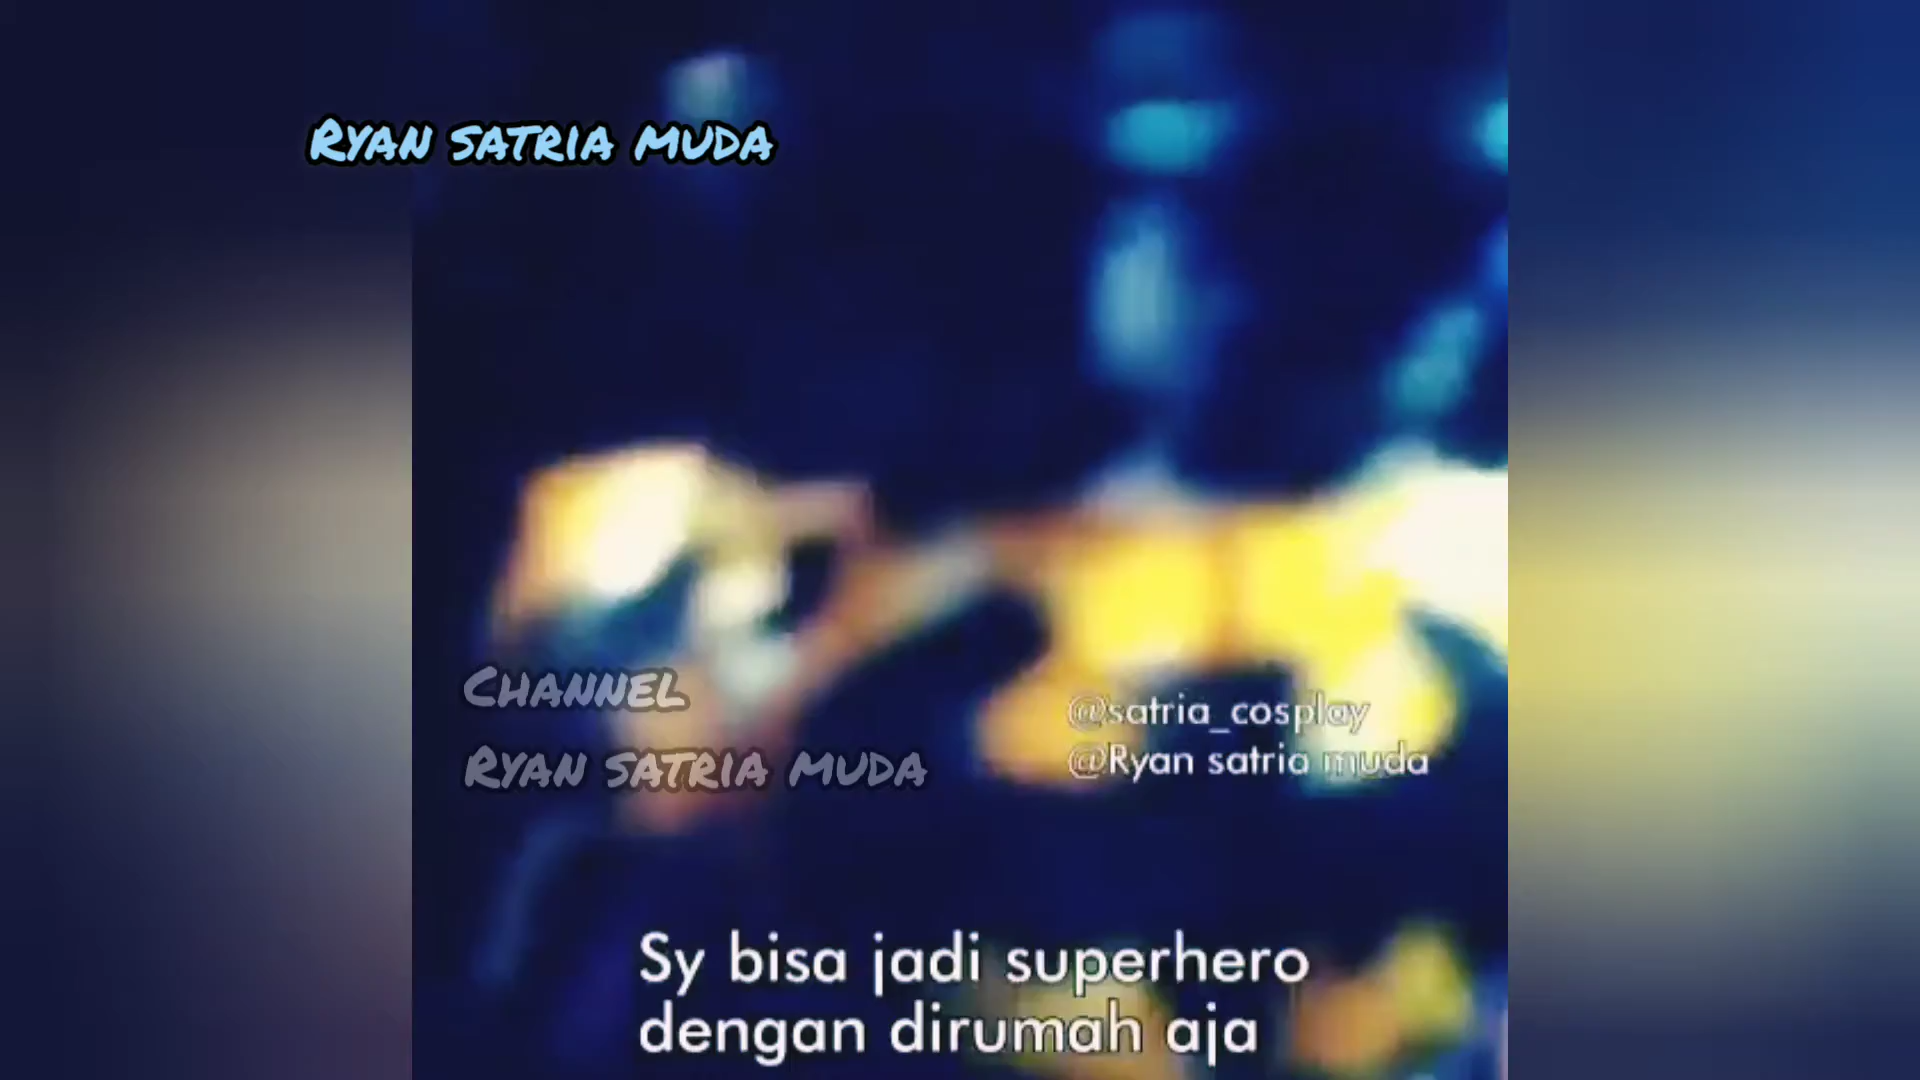 Ryan satria muda
Channel
Ryan satria muda
@satria_cosplay
@Ryan satria muda
Sy bisa jadi superhero
dengan dirumah aja